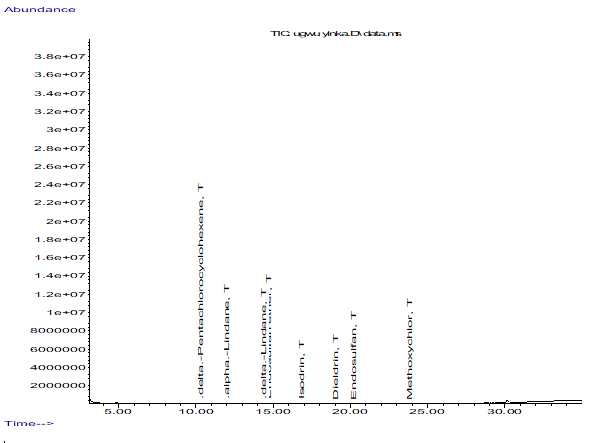 Abundance
TIC: ugwu yinka.D\data.ms
3.8e+07
3.6e+07
3.4e+07
3.2e+07
3e+07
2.8e+07
2.6e+07
2.4e+07
2.2e+07
2e+07
1.8e+07
1.6e+07
1.4e+07
1.2e+07
1e+07
8000000
6000000
4000000
2000000
.delta.-Pentachlorocyclohexene, T
.alpha.-Lindane, T
.delta.-Lindane, T
Isodrin, T
Dieldrin, T
Endosulfan, T
Methoxychlor, T
5.00 10.00 15.00 20.00 25.00 30.00
Time-->